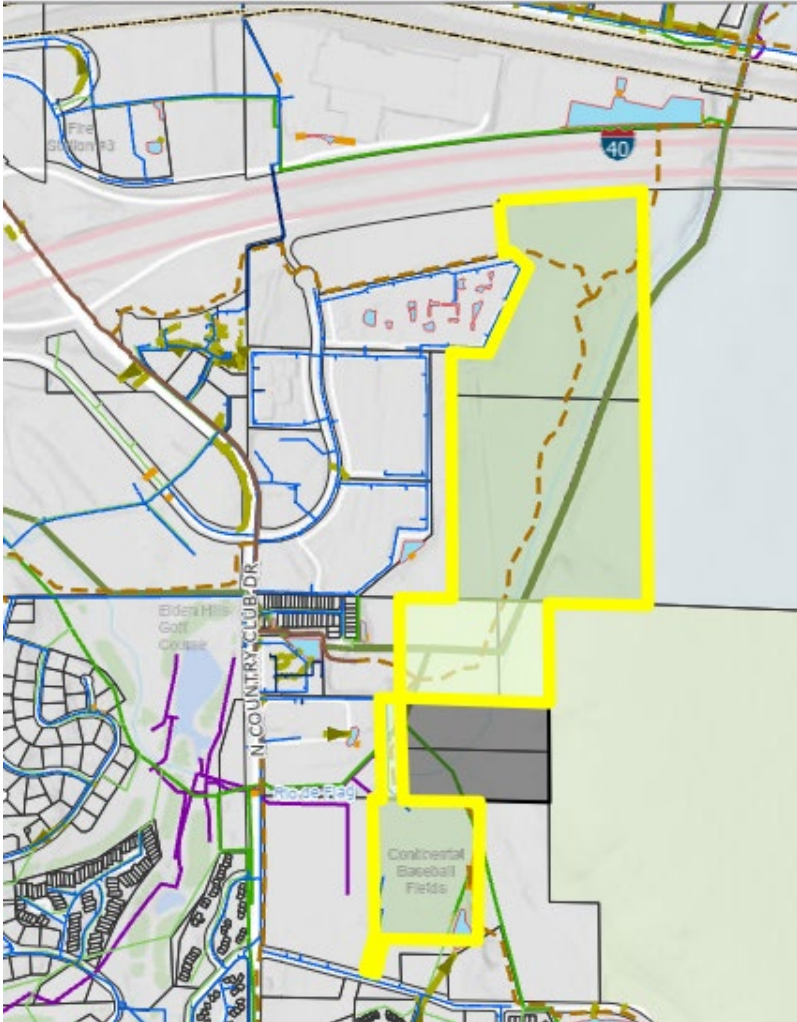 Fire
Station #3
40
Elden Hills
Golf
Course
N COUNTRY CLUB DR
Rio de Flag
Continental
Baseball
Fields